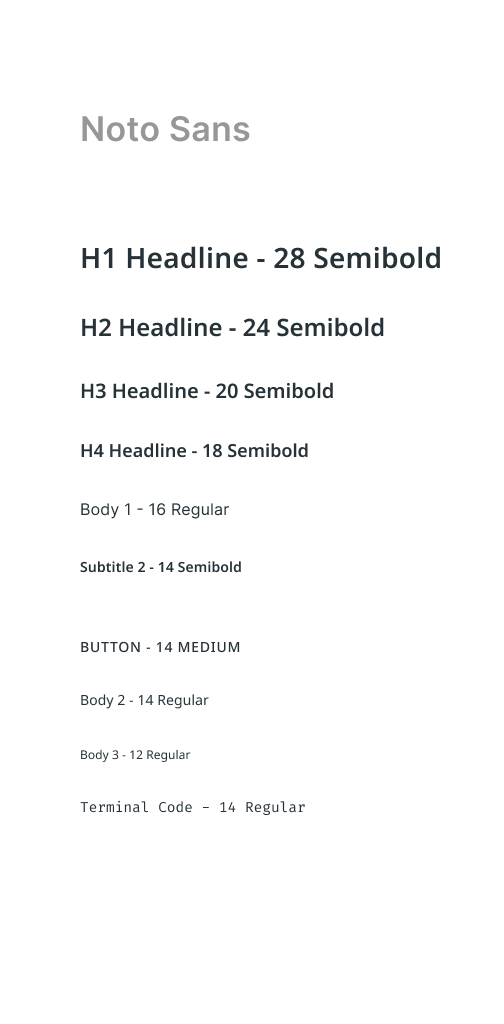 Noto Sans
H1 Headline - 28 Semibold
H2 Headline - 24 Semibold
H3 Headline - 20 Semibold
H4 Headline - 18 Semibold
Body 1 - 16 Regular
Subtitle 2 - 14 Semibold
BUTTON - 14 MEDIUM
Body 2 - 14 Regular
Body 3 - 12 Regular
Terminal Code - 14 Regular